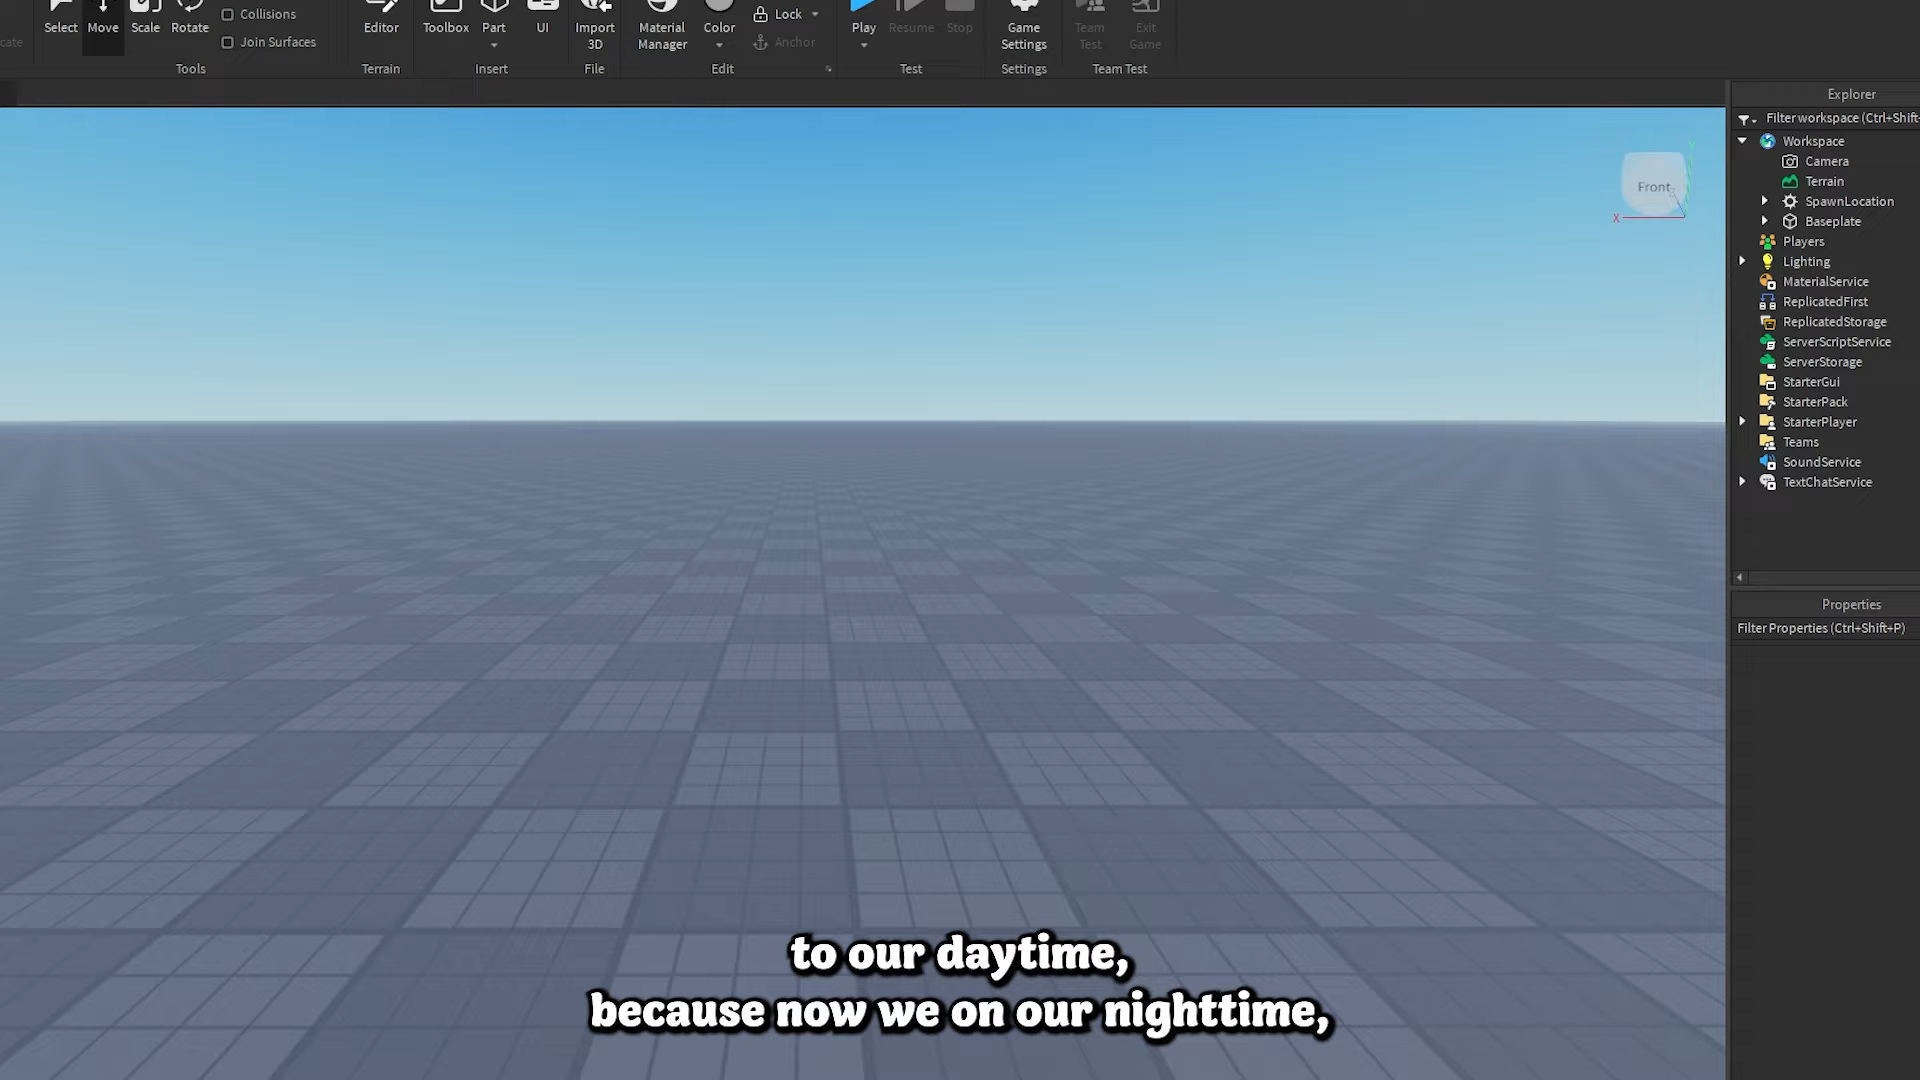 Select
Move
Scale
Rotate
Collisions
Join Surfaces
Tools
Editor
Terrain
Toolbox
Part
UI
Insert
Import
3D
File
Material
Manager
Color
Lock
Anchor
Edit
Play
Resume
Stop
Test
Game
Settings
Settings
Team
Test
Exit
Game
Team Test
Explorer
Filter workspace (Ctrl+Shift-
Workspace
Camera
Terrain
SpawnLocation
Baseplate
Players
Lighting
MaterialService
ReplicatedFirst
ReplicatedStorage
ServerScriptService
ServerStorage
StarterGui
StarterPack
StarterPlayer
Teams
SoundService
TextChatService
Properties
Filter Properties (Ctrl+Shift+P)
Front
X
Y
to our daytime,
because now we on our nighttime,